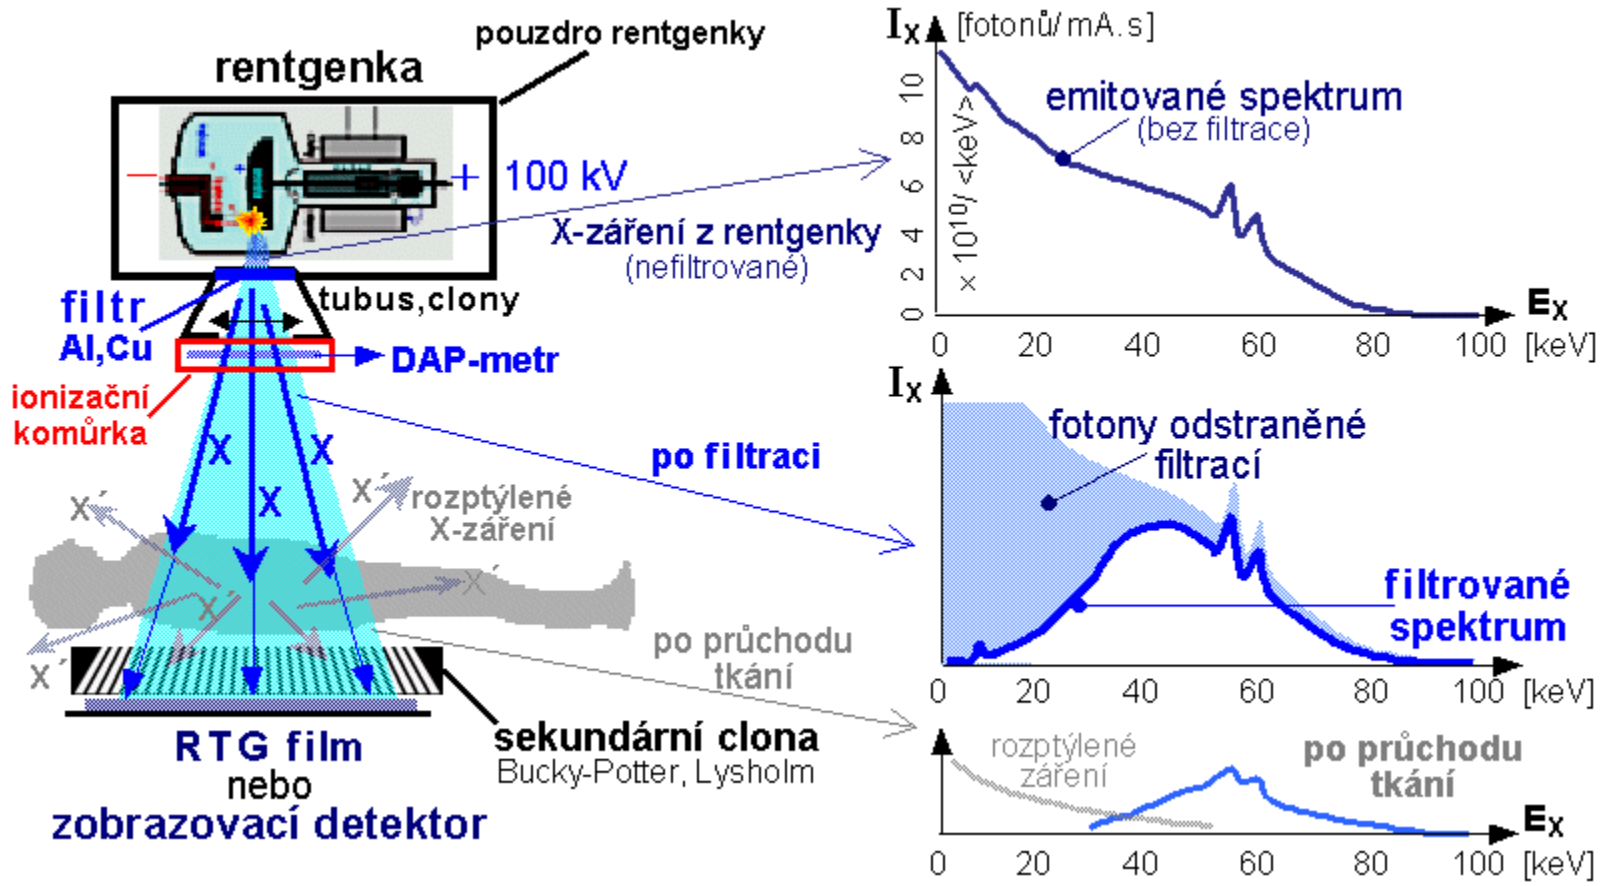 pouzdro rentgenky
rentgenka
100 kV
X-záření z rentgenky
(nefiltrované)
filtr
Al,Cu
tubus,clony
DAP-metr
ionizační
komůrka
X
X
X
po filtraci
X´
X´
rozptýlené
X-záření
X´
X´
X´
po průchodu
tkání
sekundární clona
Bucky-Potter, Lysholm
RTG film
nebo
zobrazovací detektor
Iₓ [fotonů/mA.s]
× 10¹⁰/ <keV>
emitované spektrum
(bez filtrace)
10
8
6
4
2
0
Eₓ
0 20 40 60 80 100 [keV]
Iₓ
fotony odstraněné
filtrací
filtrované
spektrum
0 20 40 60 80 100 [keV]
rozptýlené
záření
po průchodu
tkání
Eₓ
0 20 40 60 80 100 [keV]